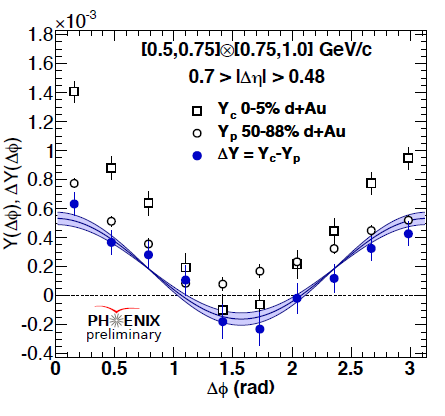 ×10⁻³
[0.5,0.75]⊗[0.75,1.0] GeV/c
0.7 > |Δη| > 0.48
Y_c 0-5% d+Au
Y_p 50-88% d+Au
ΔY = Y_c-Y_p
Y(Δϕ), ΔY(Δϕ)
1.8
1.6
1.4
1.2
1
0.8
0.6
0.4
0.2
0
-0.2
-0.4
PHENIX
preliminary
0 0.5 1 1.5 2 2.5 3
Δϕ (rad)